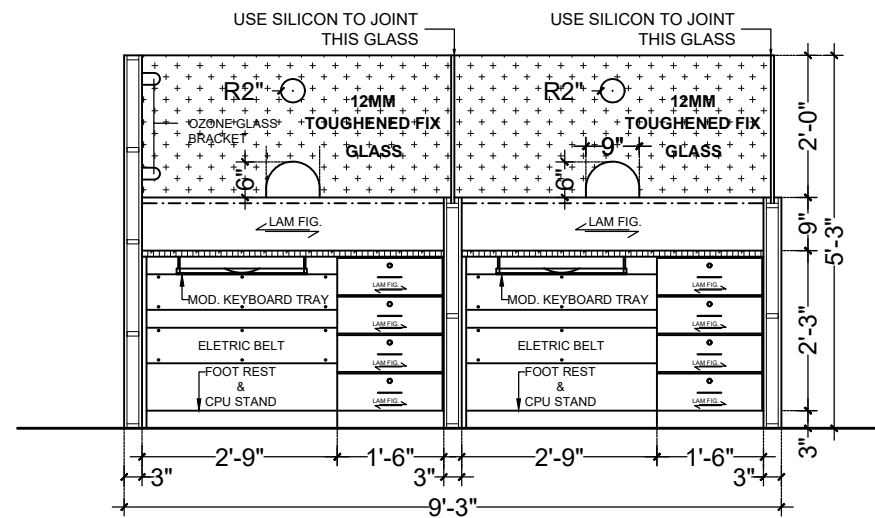 USE SILICON TO JOINT
THIS GLASS
USE SILICON TO JOINT
THIS GLASS
R2"
12MM
TOUGHENED FIX
GLASS
OZONE GLASS
BRACKET
6"
R2"
12MM
TOUGHENED FIX
GLASS
9"
6"
2'-0"
LAM FIG.
LAM FIG.
9"
5'-3"
MOD. KEYBOARD TRAY
ELETRIC BELT
FOOT REST
&
CPU STAND
LAM FIG.
LAM FIG.
LAM FIG.
LAM FIG.
MOD. KEYBOARD TRAY
ELETRIC BELT
FOOT REST
&
CPU STAND
LAM FIG.
LAM FIG.
LAM FIG.
LAM FIG.
2'-3"
3"
2'-9"
1'-6"
2'-9"
1'-6"
3"
3"
3"
9'-3"